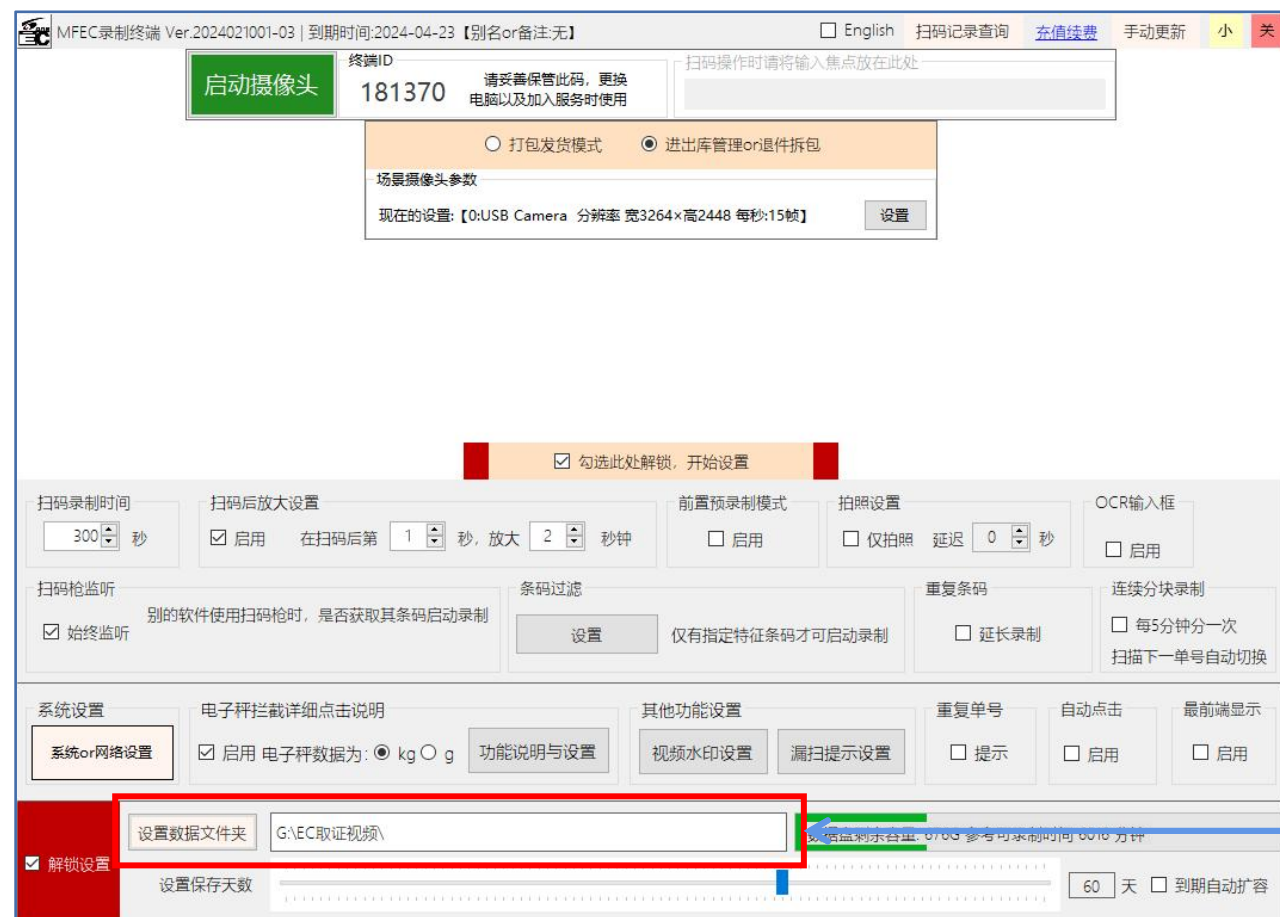 MFEC录制终端 Ver.2024021001-03 | 到期时间:2024-04-23【别名or备注:无】 English 扫码记录查询 充值续费 手动更新 小 关
启动摄像头
终端ID
181370
请妥善保管此码，更换
电脑以及加入服务时使用
扫码操作时请将输入焦点放在此处
打包发货模式 进出库管理or退件拆包
场景摄像头参数
现在的设置:【0:USB Camera 分辨率 宽3264×高2448 每秒:15帧】 设置
勾选此处解锁，开始设置
扫码录制时间 扫码后放大设置 前置预录制模式 拍照设置 OCR输入框
300 秒 启用 在扫码后第 1 秒, 放大 2 秒钟 启用 仅拍照 延迟 0 秒 启用
扫码枪监听 条码过滤 重复条码 连续分块录制
始终监听 别的软件使用扫码枪时，是否获取其条码启动录制 设置 仅有指定特征条码才可启动录制 延长录制 每5分钟分一次
扫描下一单号自动切换
系统设置 电子秤拦截详细点击说明 其他功能设置 重复单号 自动点击 最前端显示
系统or网络设置 启用 电子秤数据为: kg g 功能说明与设置 视频水印设置 漏扫提示设置 提示 启用 启用
设置数据文件夹 G:\EC取证视频\ 数据盘剩余容量: 676G 参考可录制时间 6016 分钟
解锁设置
设置保存天数 60 天 到期自动扩容